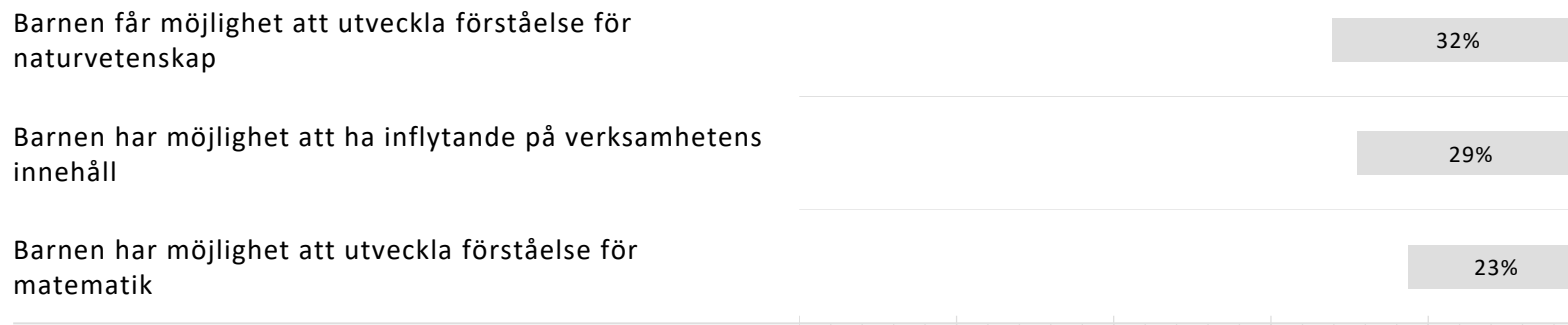 Barnen får möjlighet att utveckla förståelse för
naturvetenskap
32%
Barnen har möjlighet att ha inflytande på verksamhetens
innehåll
29%
Barnen har möjlighet att utveckla förståelse för
matematik
23%